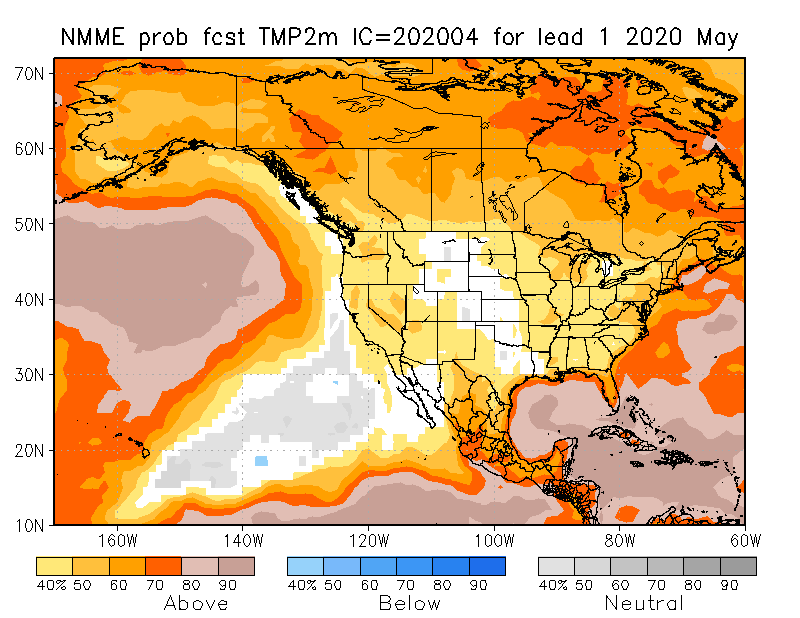 NMME prob fcst TMP2m IC=202004 for lead 1 2020 May
70N
60N
50N
40N
30N
20N
10N
160W 140W 120W 100W 80W 60W
40% 50 60 70 80 90 40% 50 60 70 80 90 40% 50 60 70 80 90
Above Below Neutral